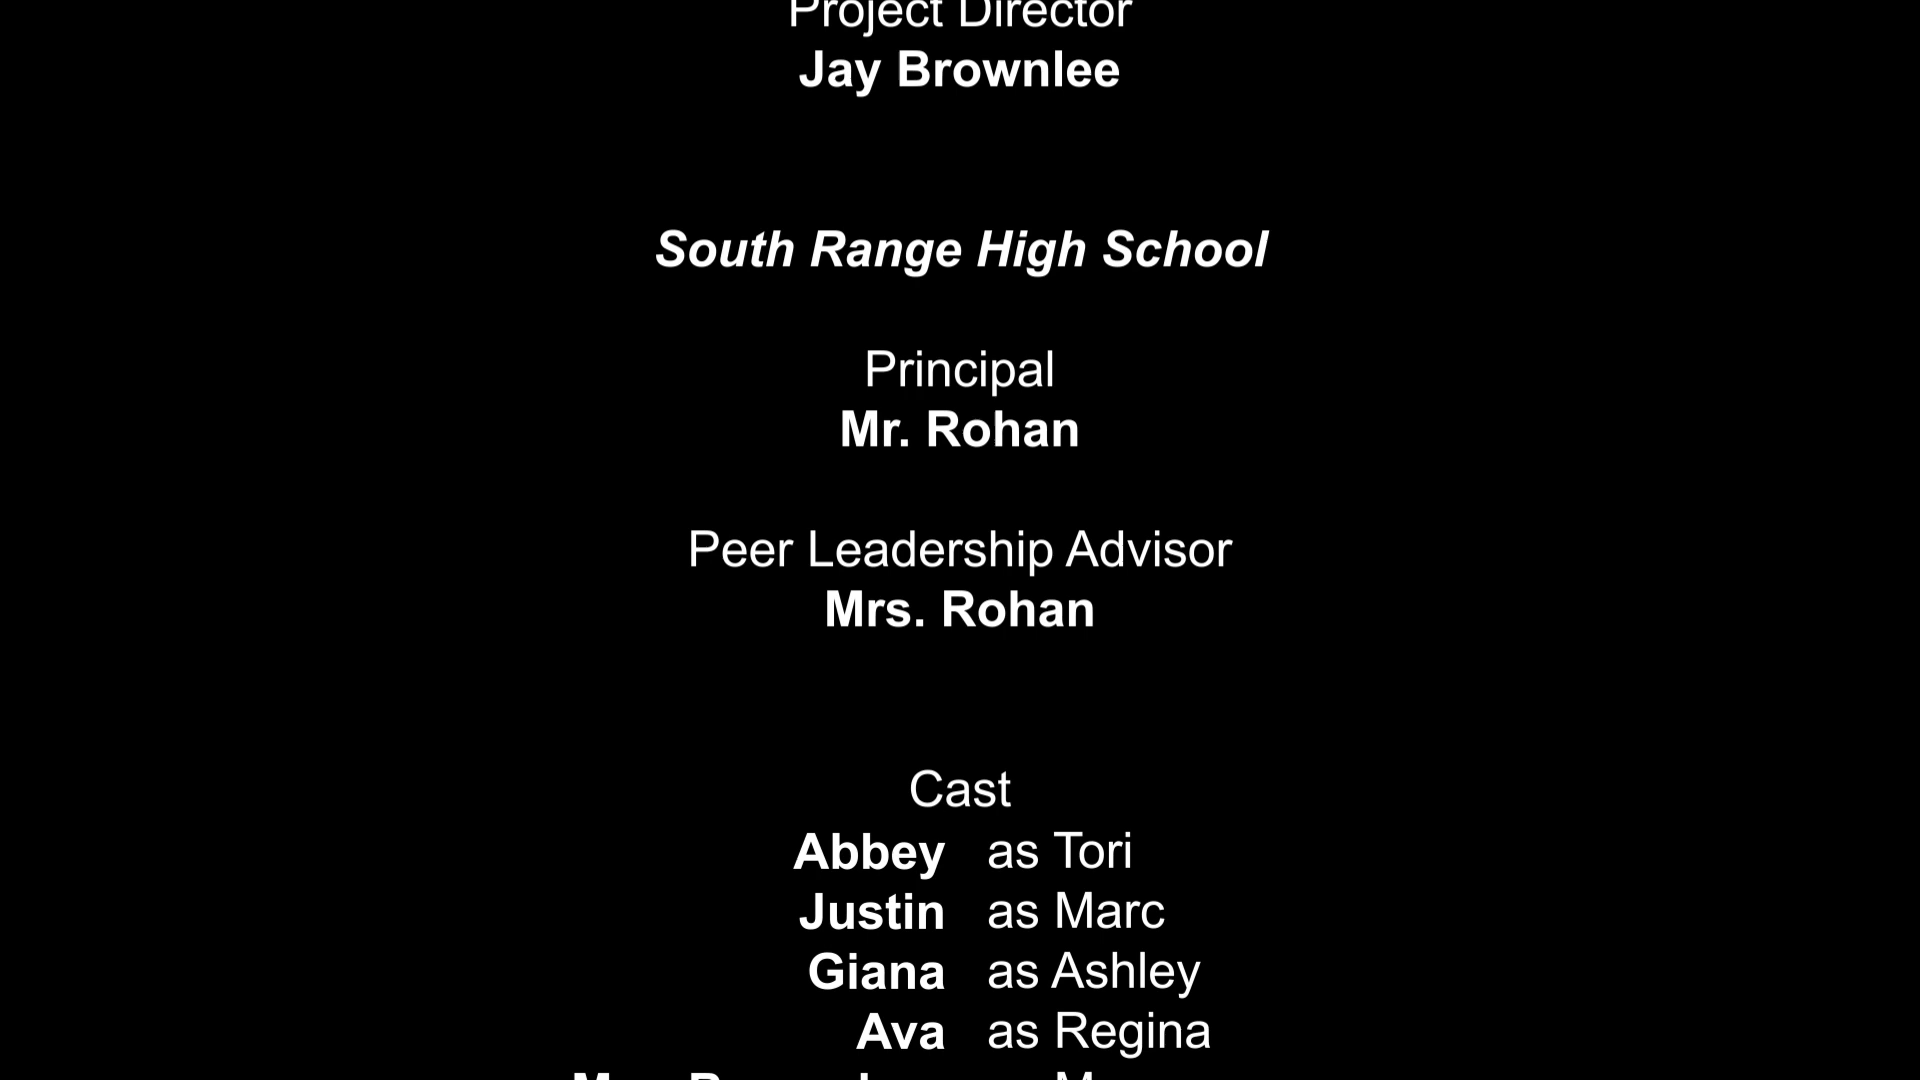 Project Director
Jay Brownlee
South Range High School
Principal
Mr. Rohan
Peer Leadership Advisor
Mrs. Rohan
Cast
Abbey as Tori
Justin as Marc
Giana as Ashley
Ava as Regina